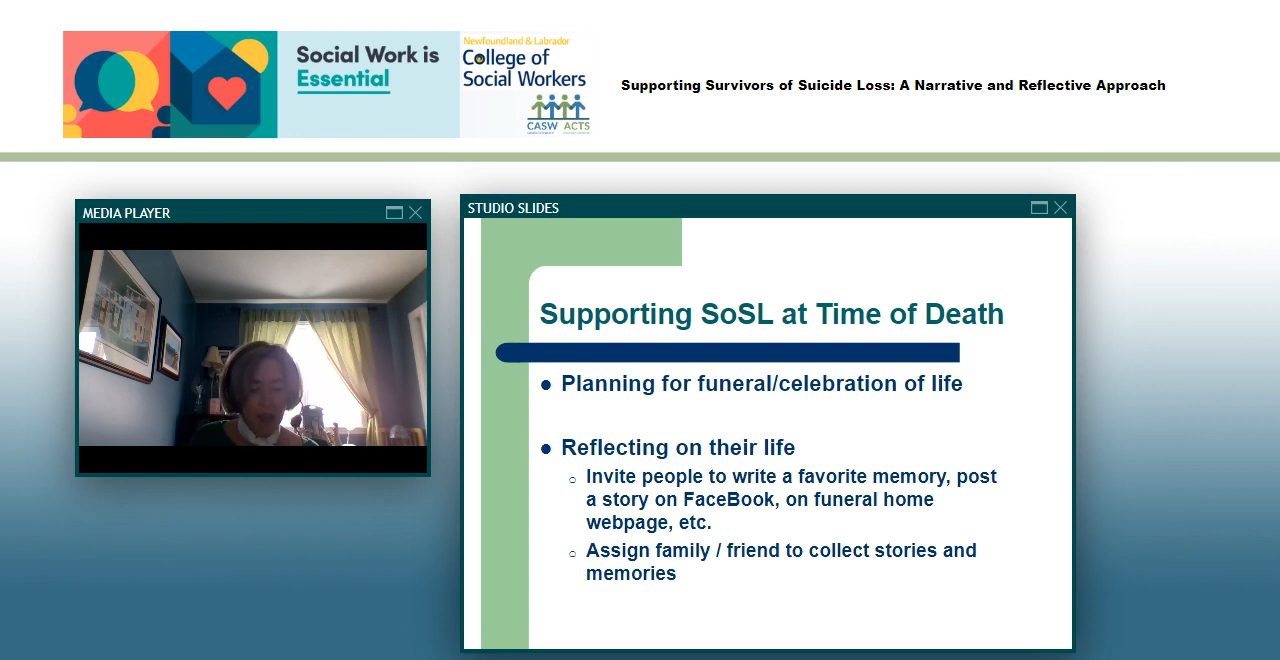 Social Work is
Essential
Newfoundland & Labrador
College of
Social Workers
CASW ACTS
Supporting Survivors of Suicide Loss: A Narrative and Reflective Approach
MEDIA PLAYER
STUDIO SLIDES
Supporting SoSL at Time of Death
● Planning for funeral/celebration of life
● Reflecting on their life
○ Invite people to write a favorite memory, post
a story on FaceBook, on funeral home
webpage, etc.
○ Assign family / friend to collect stories and
memories